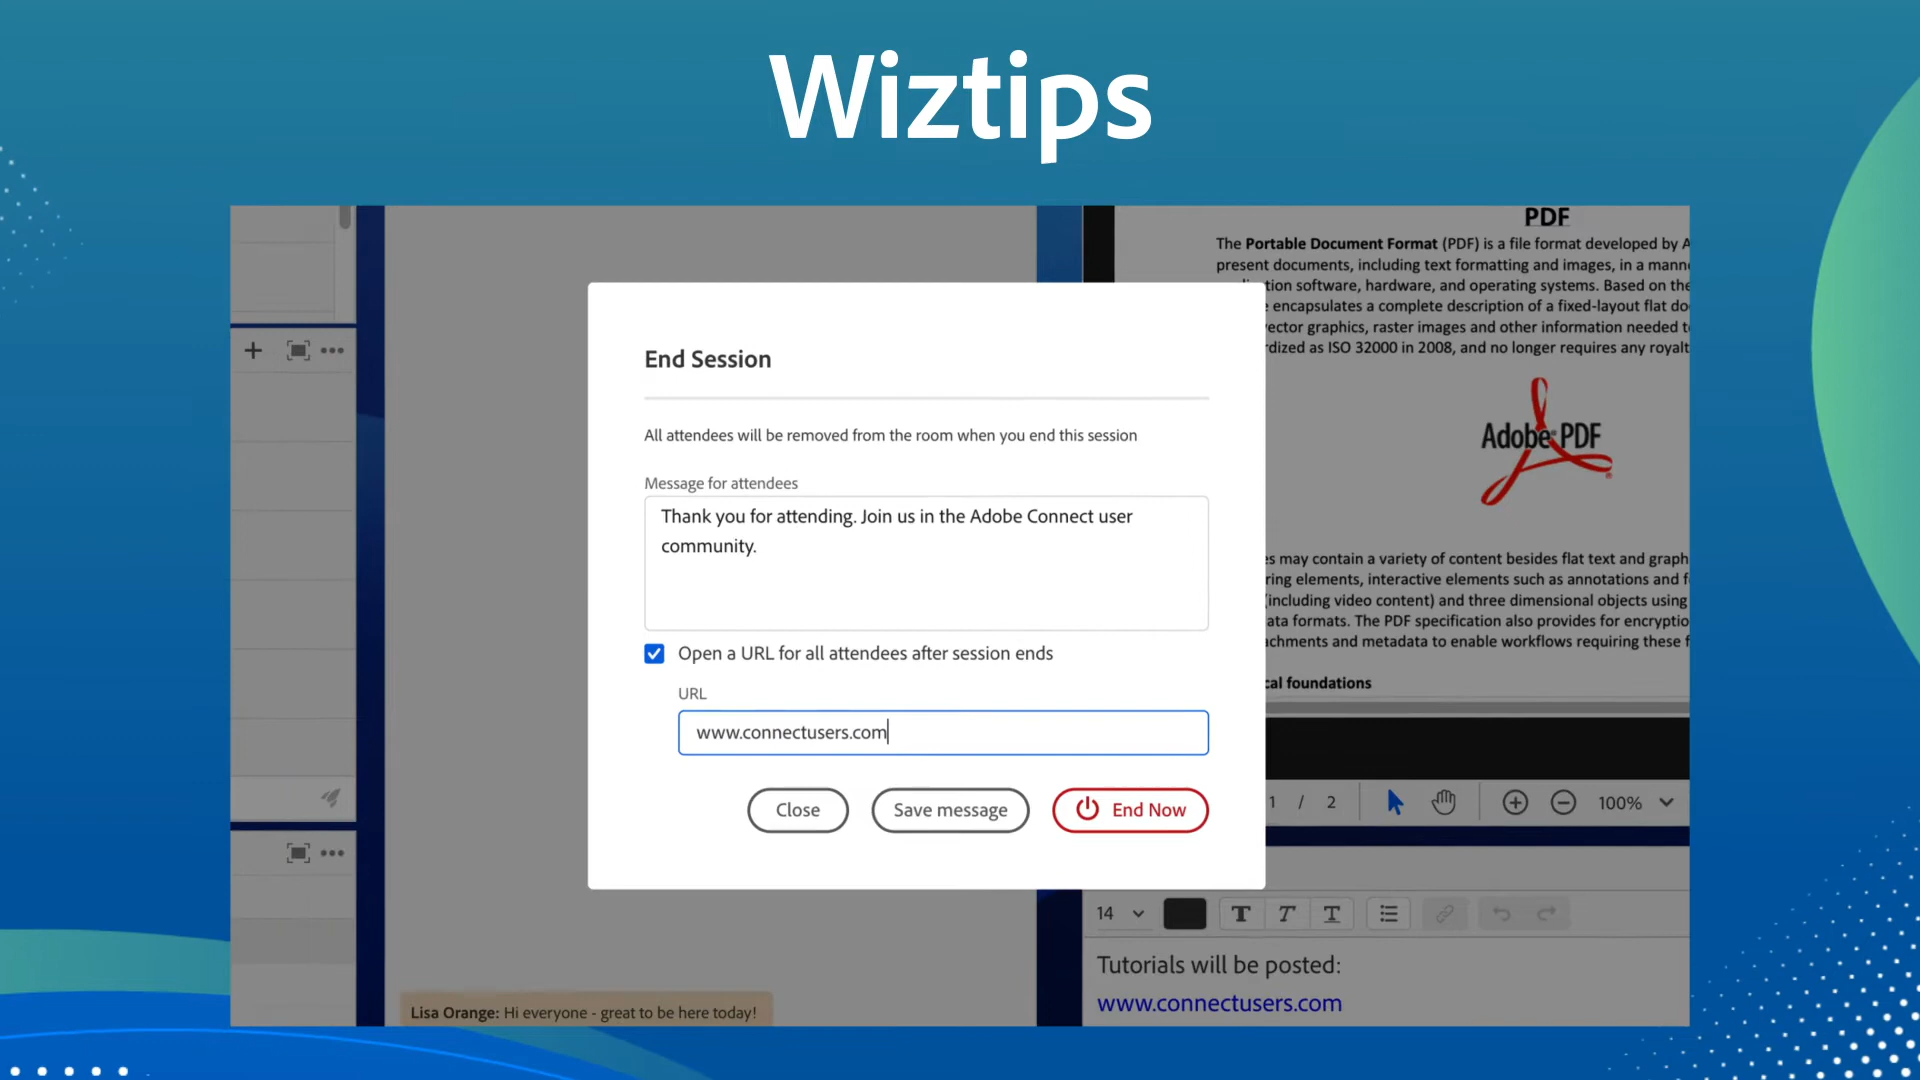 Wiztips
PDF
The Portable Document Format (PDF) is a file format developed by A
present documents, including text formatting and images, in a mann
tion software, hardware, and operating systems. Based on the
encapsulates a complete description of a fixed-layout flat do
ector graphics, raster images and other information needed t
dized as ISO 32000 in 2008, and no longer requires any royalt
Adobe PDF
es may contain a variety of content besides flat text and graph
ring elements, interactive elements such as annotations and f
(including video content) and three dimensional objects using
ata formats. The PDF specification also provides for encryptio
achments and metadata to enable workflows requiring these f
cal foundations
End Session
All attendees will be removed from the room when you end this session
Message for attendees
Thank you for attending. Join us in the Adobe Connect user
community.
Open a URL for all attendees after session ends
URL
www.connectusers.com
Close
Save message
End Now
1 / 2
100%
14
T T T
Tutorials will be posted:
www.connectusers.com
Lisa Orange: Hi everyone - great to be here today!